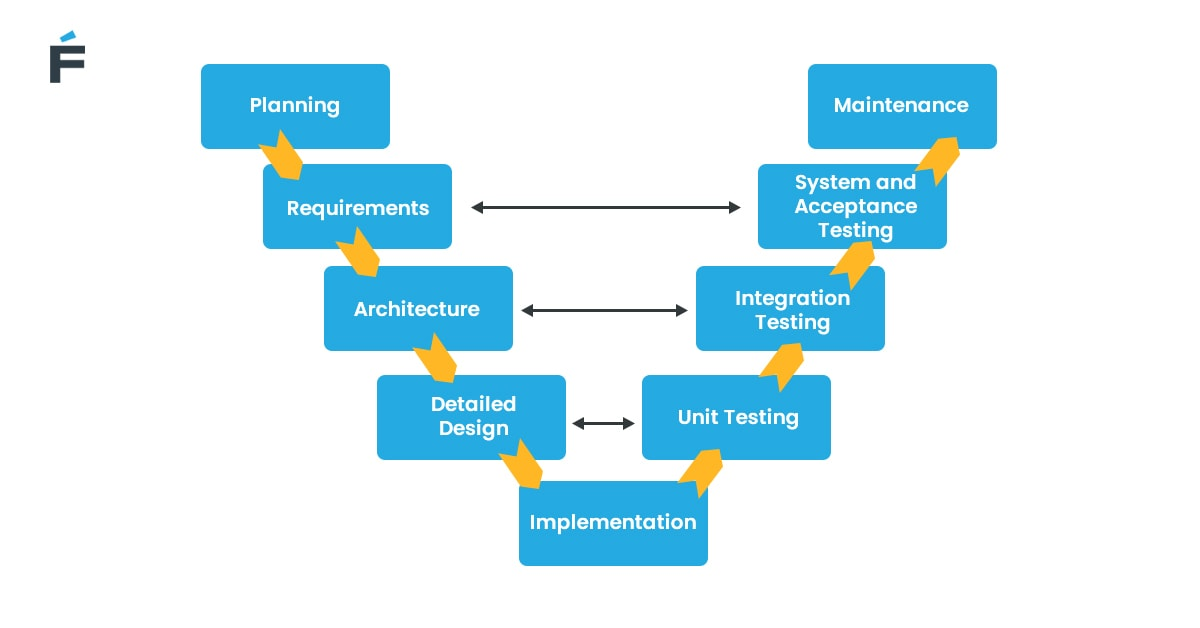 F
Planning
Maintenance
Requirements
System and
Acceptance
Testing
Architecture
Integration
Testing
Detailed
Design
Unit Testing
Implementation